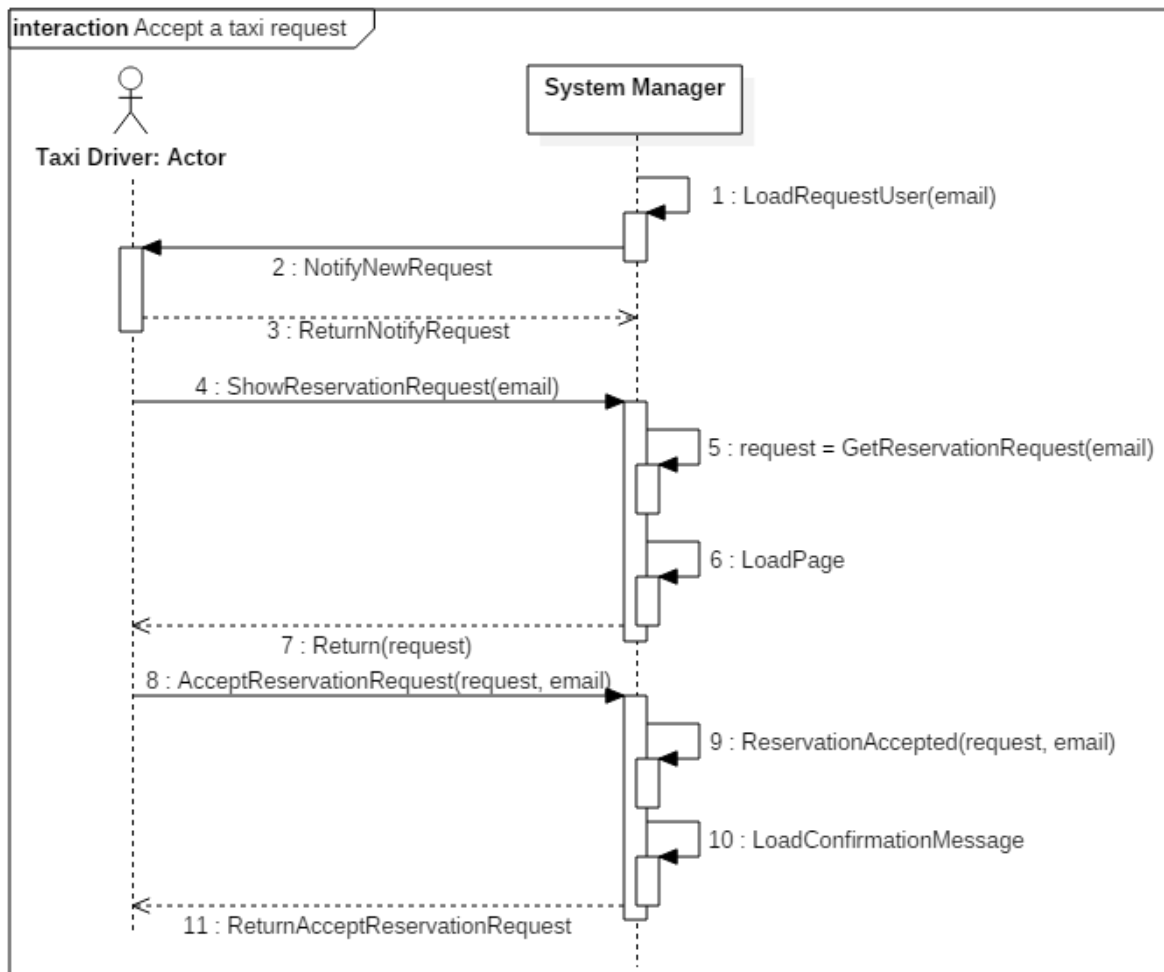 interaction Accept a taxi request
System Manager
Taxi Driver: Actor
1 : LoadRequestUser(email)
2 : NotifyNewRequest
3 : ReturnNotifyRequest
4 : ShowReservationRequest(email)
5 : request = GetReservationRequest(email)
6 : LoadPage
7 : Return(request)
8 : AcceptReservationRequest(request, email)
9 : ReservationAccepted(request, email)
10 : LoadConfirmationMessage
11 : ReturnAcceptReservationRequest